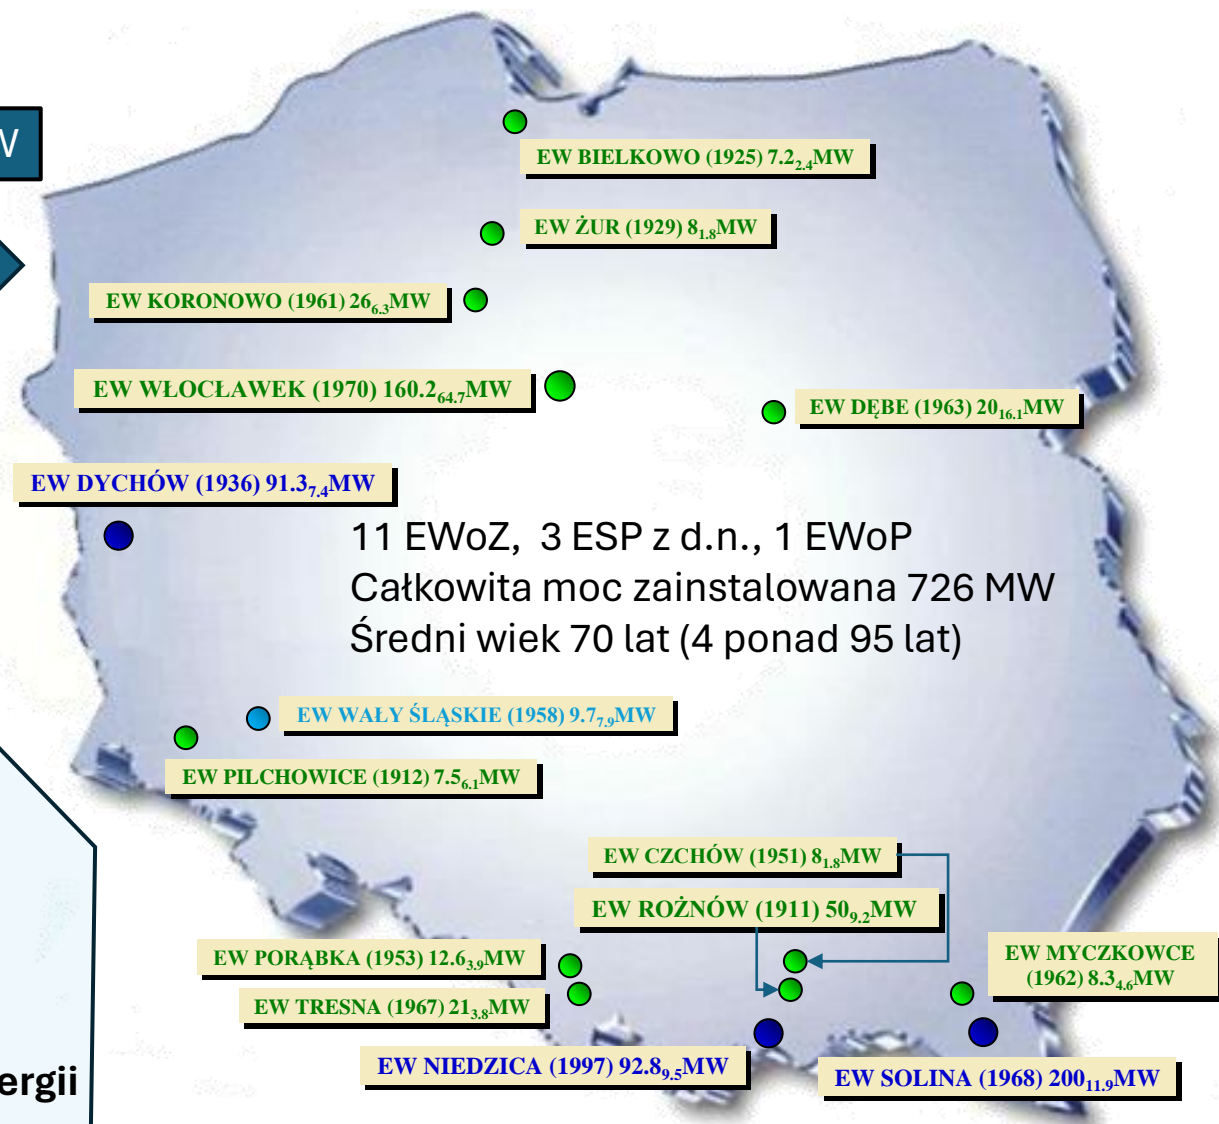 W
EW BIELKOWO (1925) 7.2₂.₄MW
EW ŻUR (1929) 8₁.₈MW
EW KORONOWO (1961) 26₆.₃MW
EW WŁOCŁAWEK (1970) 160.2₆₄.₇MW
EW DĘBE (1963) 20₁₆.₁MW
EW DYCHÓW (1936) 91.3₇.₄MW
11 EWoZ, 3 ESP z d.n., 1 EWoP
Całkowita moc zainstalowana 726 MW
Średni wiek 70 lat (4 ponad 95 lat)
EW WAŁY ŚLĄSKIE (1958) 9.7₇.₉MW
EW PILCHOWICE (1912) 7.5₆.₁MW
EW CZCHÓW (1951) 8₁.₈MW
EW ROŻNÓW (1911) 50₉.₂MW
EW PORĄBKA (1953) 12.6₃.₉MW
EW MYCZKOWCE
(1962) 8.3₄.₆MW
EW TRESNA (1967) 21₃.₈MW
EW NIEDZICA (1997) 92.8₉.₅MW
EW SOLINA (1968) 200₁₁.₉MW
ergii